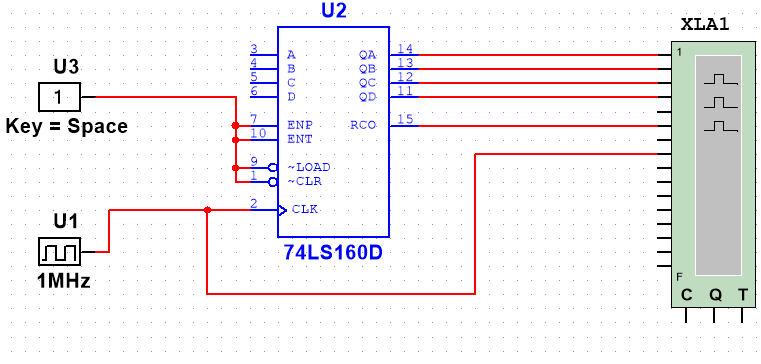 U2
XLA1
U3
1
Key = Space
U1
1MHz
3 A QA 14
4 B QB 13
5 C QC 12
6 D QD 11
7 ENP RCO 15
10 ENT
9 ~LOAD
1 ~CLR
2 CLK
74LS160D
1
F
C Q T